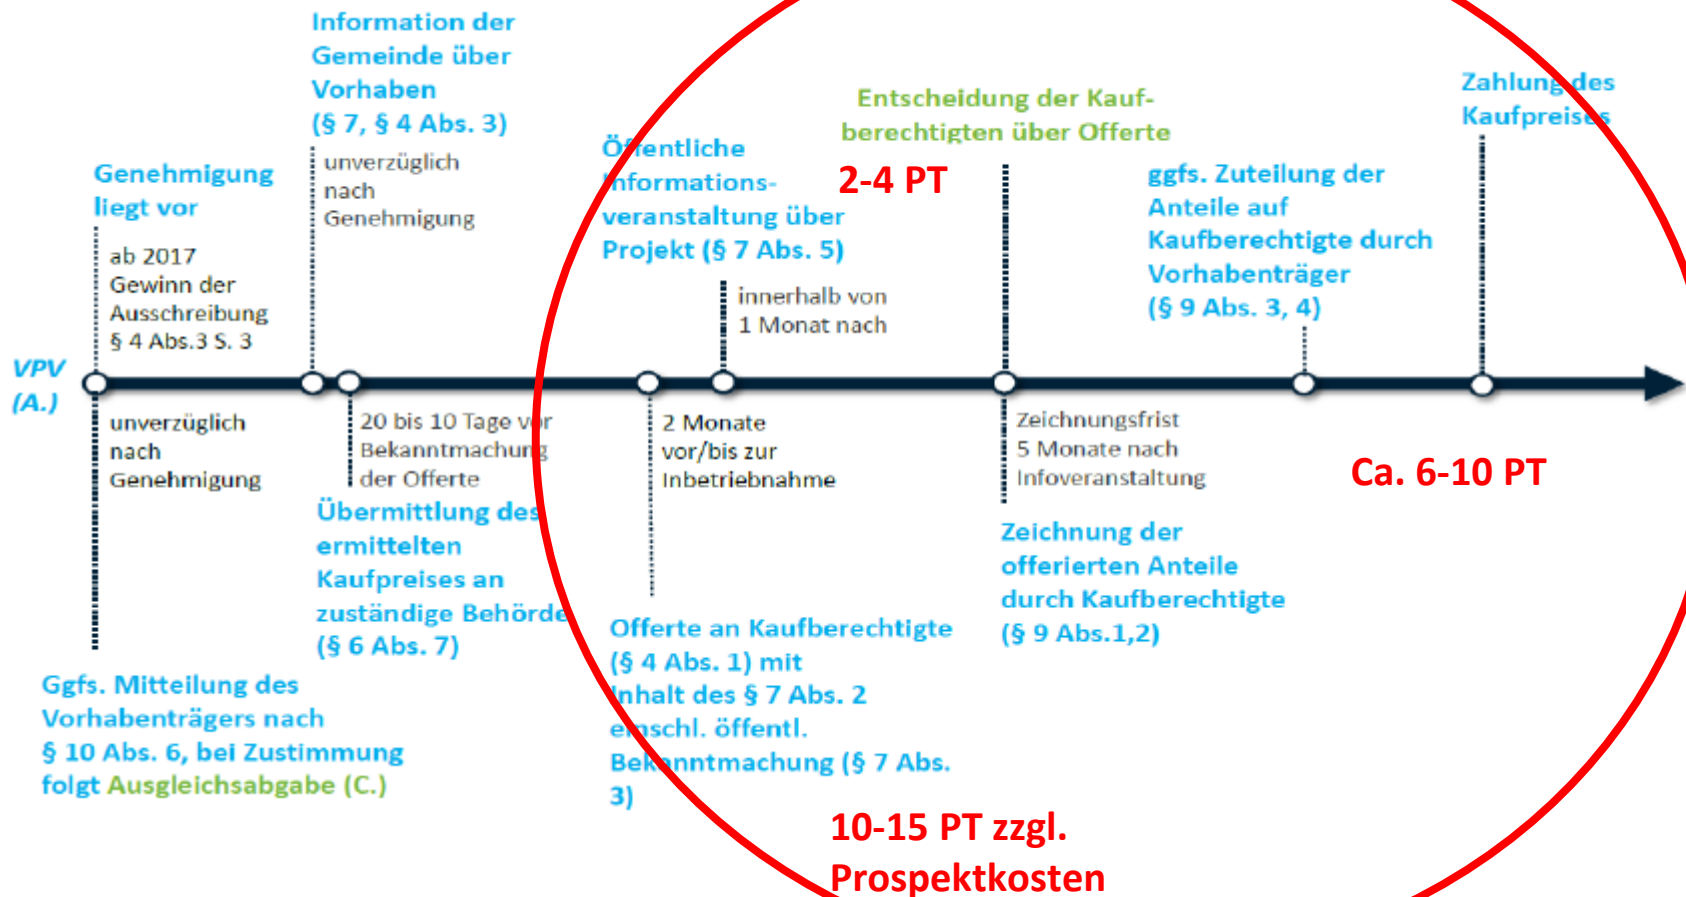 Information der
Gemeinde über
Vorhaben
(§ 7, § 4 Abs. 3)
unverzüglich
nach
Genehmigung
Genehmigung
liegt vor
ab 2017
Gewinn der
Ausschreibung
§ 4 Abs.3 S. 3
Öffentliche
Informations-
veranstaltung über
Projekt (§ 7 Abs. 5)
innerhalb von
1 Monat nach
Entscheidung der Kauf-
berechtigten über Offerte
2-4 PT
ggfs. Zuteilung der
Anteile auf
Kaufberechtigte durch
Vorhabenträger
(§ 9 Abs. 3, 4)
Zahlung des
Kaufpreises
VPV
(A.)
unverzüglich
nach
Genehmigung
Ggfs. Mitteilung des
Vorhabenträgers nach
§ 10 Abs. 6, bei Zustimmung
folgt Ausgleichsabgabe (C.)
20 bis 10 Tage vor
Bekanntmachung
der Offerte
Übermittlung des
ermittelten
Kaufpreises an
zuständige Behörde
(§ 6 Abs. 7)
2 Monate
vor/bis zur
Inbetriebnahme
Offerte an Kaufberechtigte
(§ 4 Abs. 1) mit
Inhalt des § 7 Abs. 2
einschl. öffentl.
Bekanntmachung (§ 7 Abs.
3)
10-15 PT zzgl.
Prospektkosten
Zeichnungsfrist
5 Monate nach
Infoveranstaltung
Zeichnung der
offerierten Anteile
durch Kaufberechtigte
(§ 9 Abs.1,2)
Ca. 6-10 PT